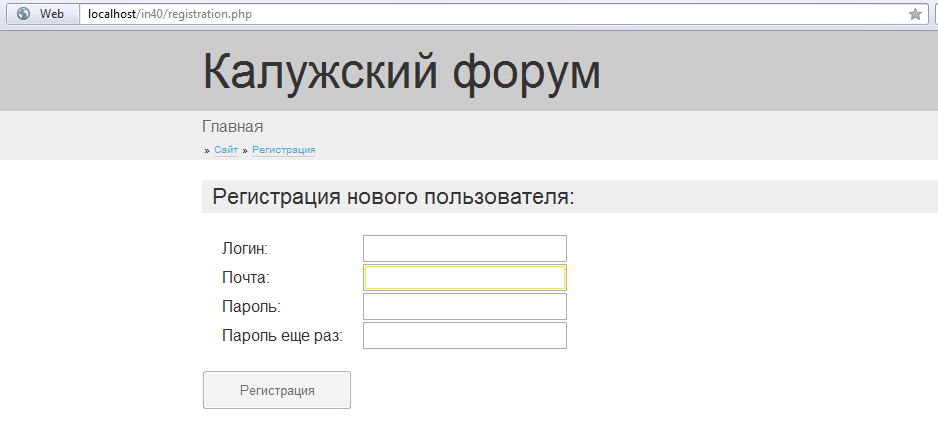 Web localhost/in40/registration.php
Калужский форум
Главная
» Сайт » Регистрация
Регистрация нового пользователя:
Логин:
Почта:
Пароль:
Пароль еще раз:
Регистрация